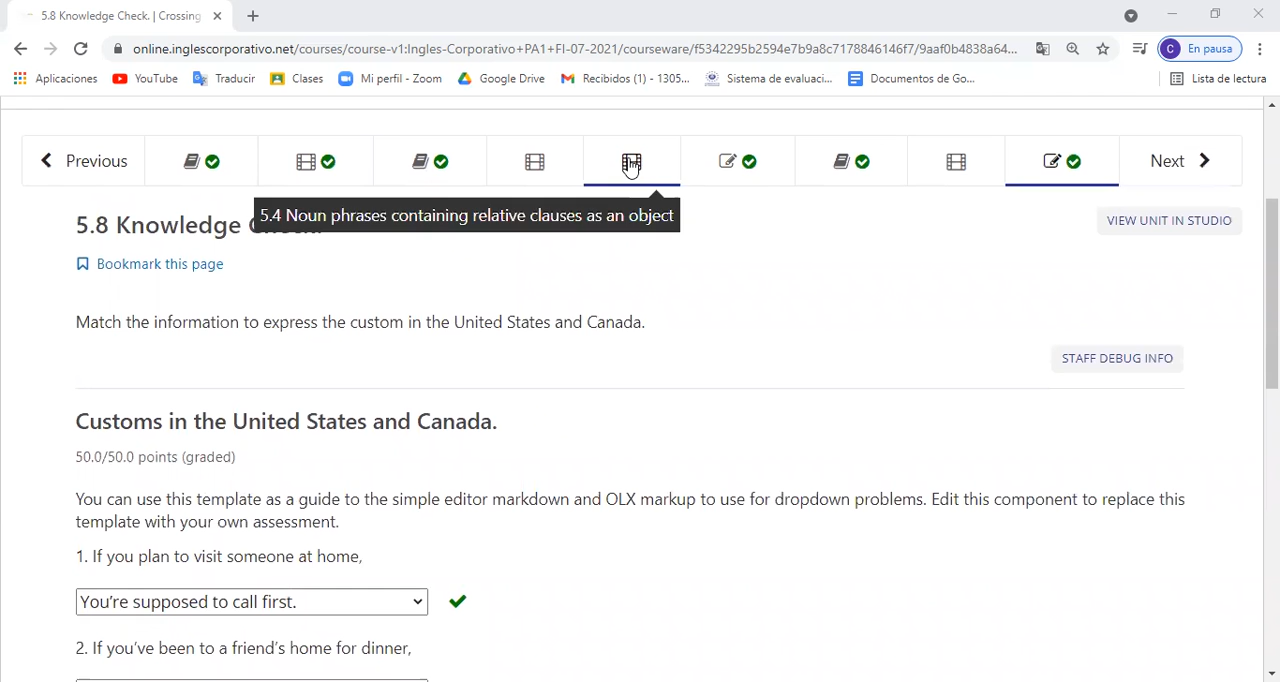 5.8 Knowledge Check. | Crossing
online.inglescorporativo.net/courses/course-v1:Ingles-Corporativo+PA1+FI-07-2021/courseware/f5342295b2594e7b9a8c7178846146f7/9aaf0b4838a64...
C En pausa
Aplicaciones YouTube Traducir Clases Mi perfil - Zoom Google Drive Recibidos (1) - 1305... Sistema de evaluaci... Documentos de Go... Lista de lectura
Previous Next
5.4 Noun phrases containing relative clauses as an object
5.8 Knowledge
VIEW UNIT IN STUDIO
Bookmark this page
Match the information to express the custom in the United States and Canada.
STAFF DEBUG INFO
Customs in the United States and Canada.
50.0/50.0 points (graded)
You can use this template as a guide to the simple editor markdown and OLX markup to use for dropdown problems. Edit this component to replace this
template with your own assessment.
1. If you plan to visit someone at home,
You're supposed to call first.
2. If you've been to a friend's home for dinner,